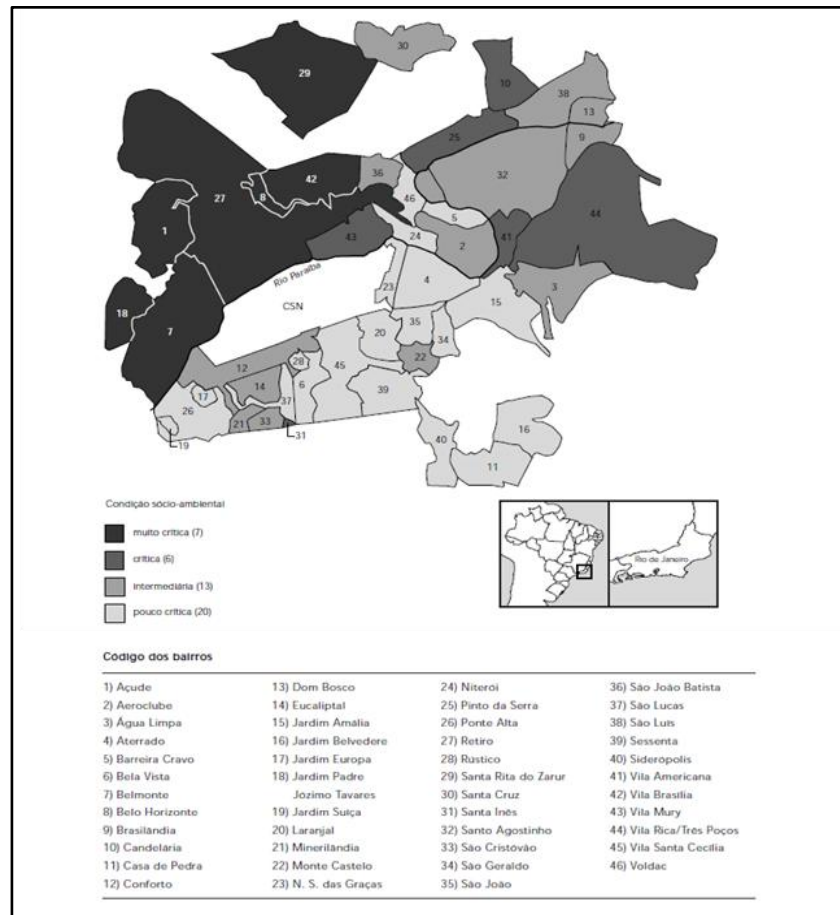 30
29
10
38
13
25
9
36
32
42
8
27
46
5
44
1
24
2
41
43
Rio Paraíba
23
4
3
CSN
18
15
7
35
20
34
12
28
45
22
14
6
17
37
39
26
21
33
16
19
31
40
11
Condição sócio-ambiental
muito crítica (7)
crítica (6)
intermediária (13)
pouco crítica (20)
Rio de Janeiro
Código dos bairros
1) Açude
2) Aeroclube
3) Água Limpa
4) Aterrado
5) Barreira Cravo
6) Bela Vista
7) Belmonte
8) Belo Horizonte
9) Brasilândia
10) Candelária
11) Casa de Pedra
12) Conforto
13) Dom Bosco
14) Eucaliptal
15) Jardim Amália
16) Jardim Belvedere
17) Jardim Europa
18) Jardim Padre
Jozimo Tavares
19) Jardim Suíça
20) Laranjal
21) Minerilândia
22) Monte Castelo
23) N. S. das Graças
24) Niterói
25) Pinto da Serra
26) Ponte Alta
27) Retiro
28) Rústico
29) Santa Rita do Zarur
30) Santa Cruz
31) Santa Inês
32) Santo Agostinho
33) São Cristóvão
34) São Geraldo
35) São João
36) São João Batista
37) São Lucas
38) São Luis
39) Sessenta
40) Siderópolis
41) Vila Americana
42) Vila Brasília
43) Vila Mury
44) Vila Rica/Três Poços
45) Vila Santa Cecília
46) Voldac